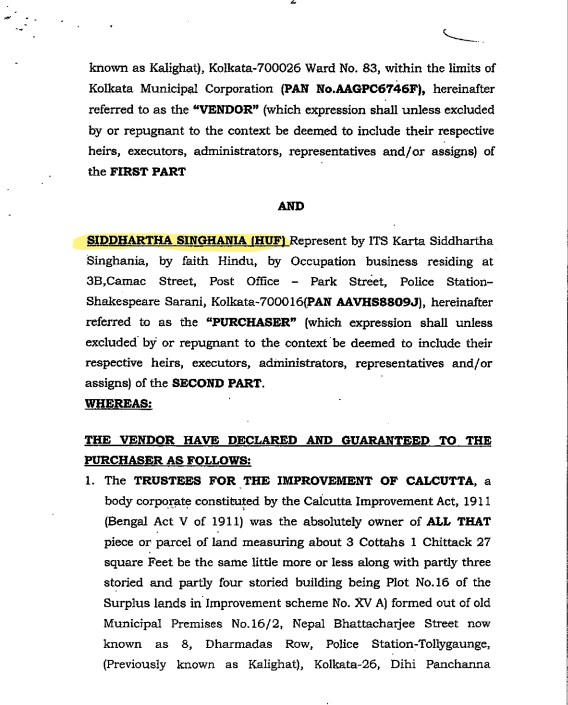 2
known as Kalighat), Kolkata-700026 Ward No. 83, within the limits of
Kolkata Municipal Corporation (PAN No.AAGPC6746F), hereinafter
referred to as the “VENDOR” (which expression shall unless excluded
by or repugnant to the context be deemed to include their respective
heirs, executors, administrators, representatives and/or assigns) of
the FIRST PART
AND
SIDDHARTHA SINGHANIA (HUF) Represent by ITS Karta Siddhartha
Singhania, by faith Hindu, by Occupation business residing at
3B,Camac Street, Post Office – Park Street, Police Station-
Shakespeare Sarani, Kolkata-700016(PAN AAVHS8809J), hereinafter
referred to as the “PURCHASER” (which expression shall unless
excluded by or repugnant to the context be deemed to include their
respective heirs, executors, administrators, representatives and/or
assigns) of the SECOND PART.
WHEREAS:
THE VENDOR HAVE DECLARED AND GUARANTEED TO THE
PURCHASER AS FOLLOWS:
1. The TRUSTEES FOR THE IMPROVEMENT OF CALCUTTA, a
body corporate constituted by the Calcutta Improvement Act, 1911
(Bengal Act V of 1911) was the absolutely owner of ALL THAT
piece or parcel of land measuring about 3 Cottahs 1 Chittack 27
square Feet be the same little more or less along with partly three
storied and partly four storied building being Plot No.16 of the
Surplus lands in Improvement scheme No. XV A) formed out of old
Municipal Premises No.16/2, Nepal Bhattacharjee Street now
known as 8, Dharmadas Row, Police Station-Tollygaunge,
(Previously known as Kalighat), Kolkata-26, Dihi Panchanna